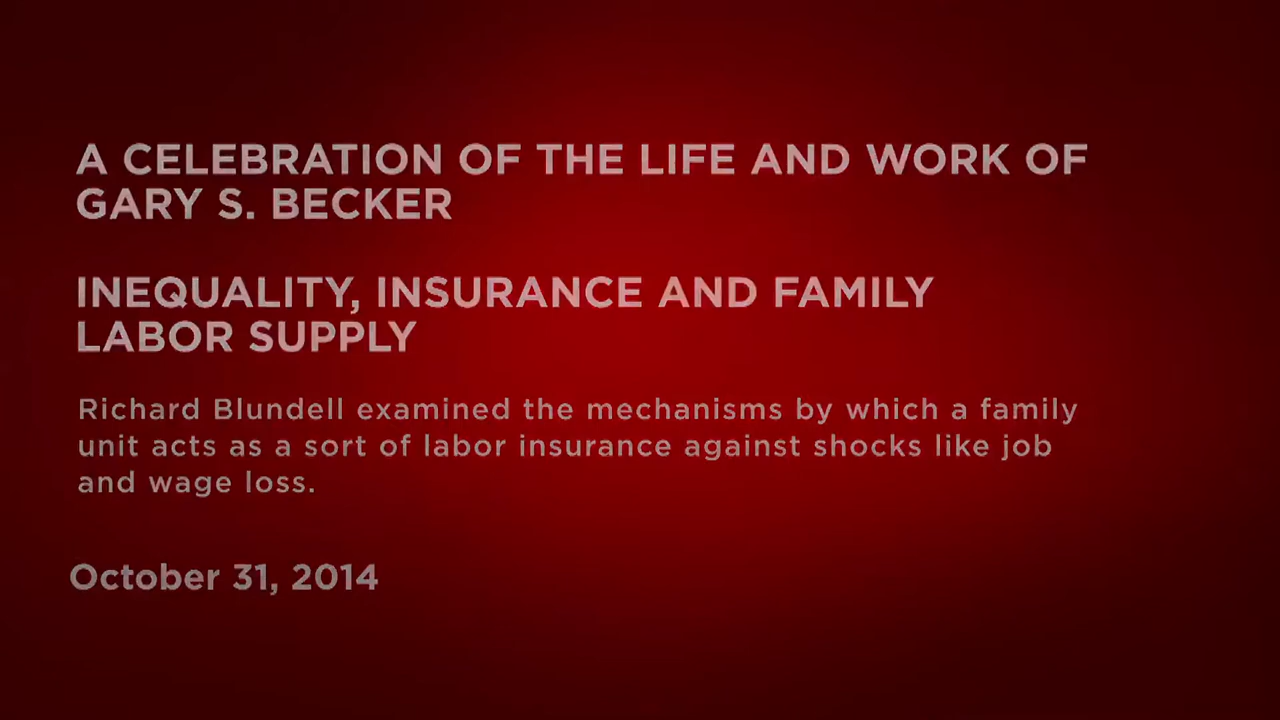 A CELEBRATION OF THE LIFE AND WORK OF
GARY S. BECKER
INEQUALITY, INSURANCE AND FAMILY
LABOR SUPPLY
Richard Blundell examined the mechanisms by which a family
unit acts as a sort of labor insurance against shocks like job
and wage loss.
October 31, 2014